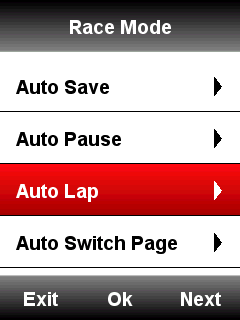 Race Mode
Auto Save
Auto Pause
Auto Lap
Auto Switch Page
Exit Ok Next